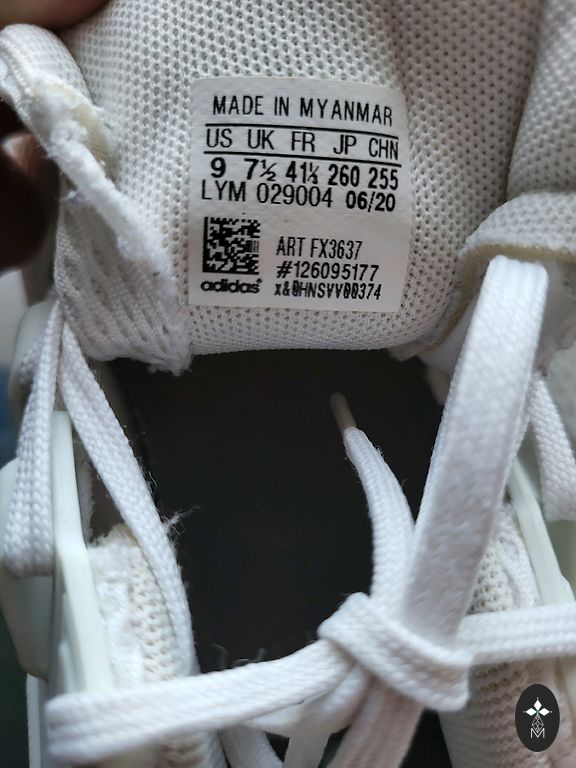 MADE IN MYANMAR
US UK FR JP CHN
9 7½ 41⅓ 260 255
LYM 029004 06/20
ART FX3637
#126095177
adidas®
M